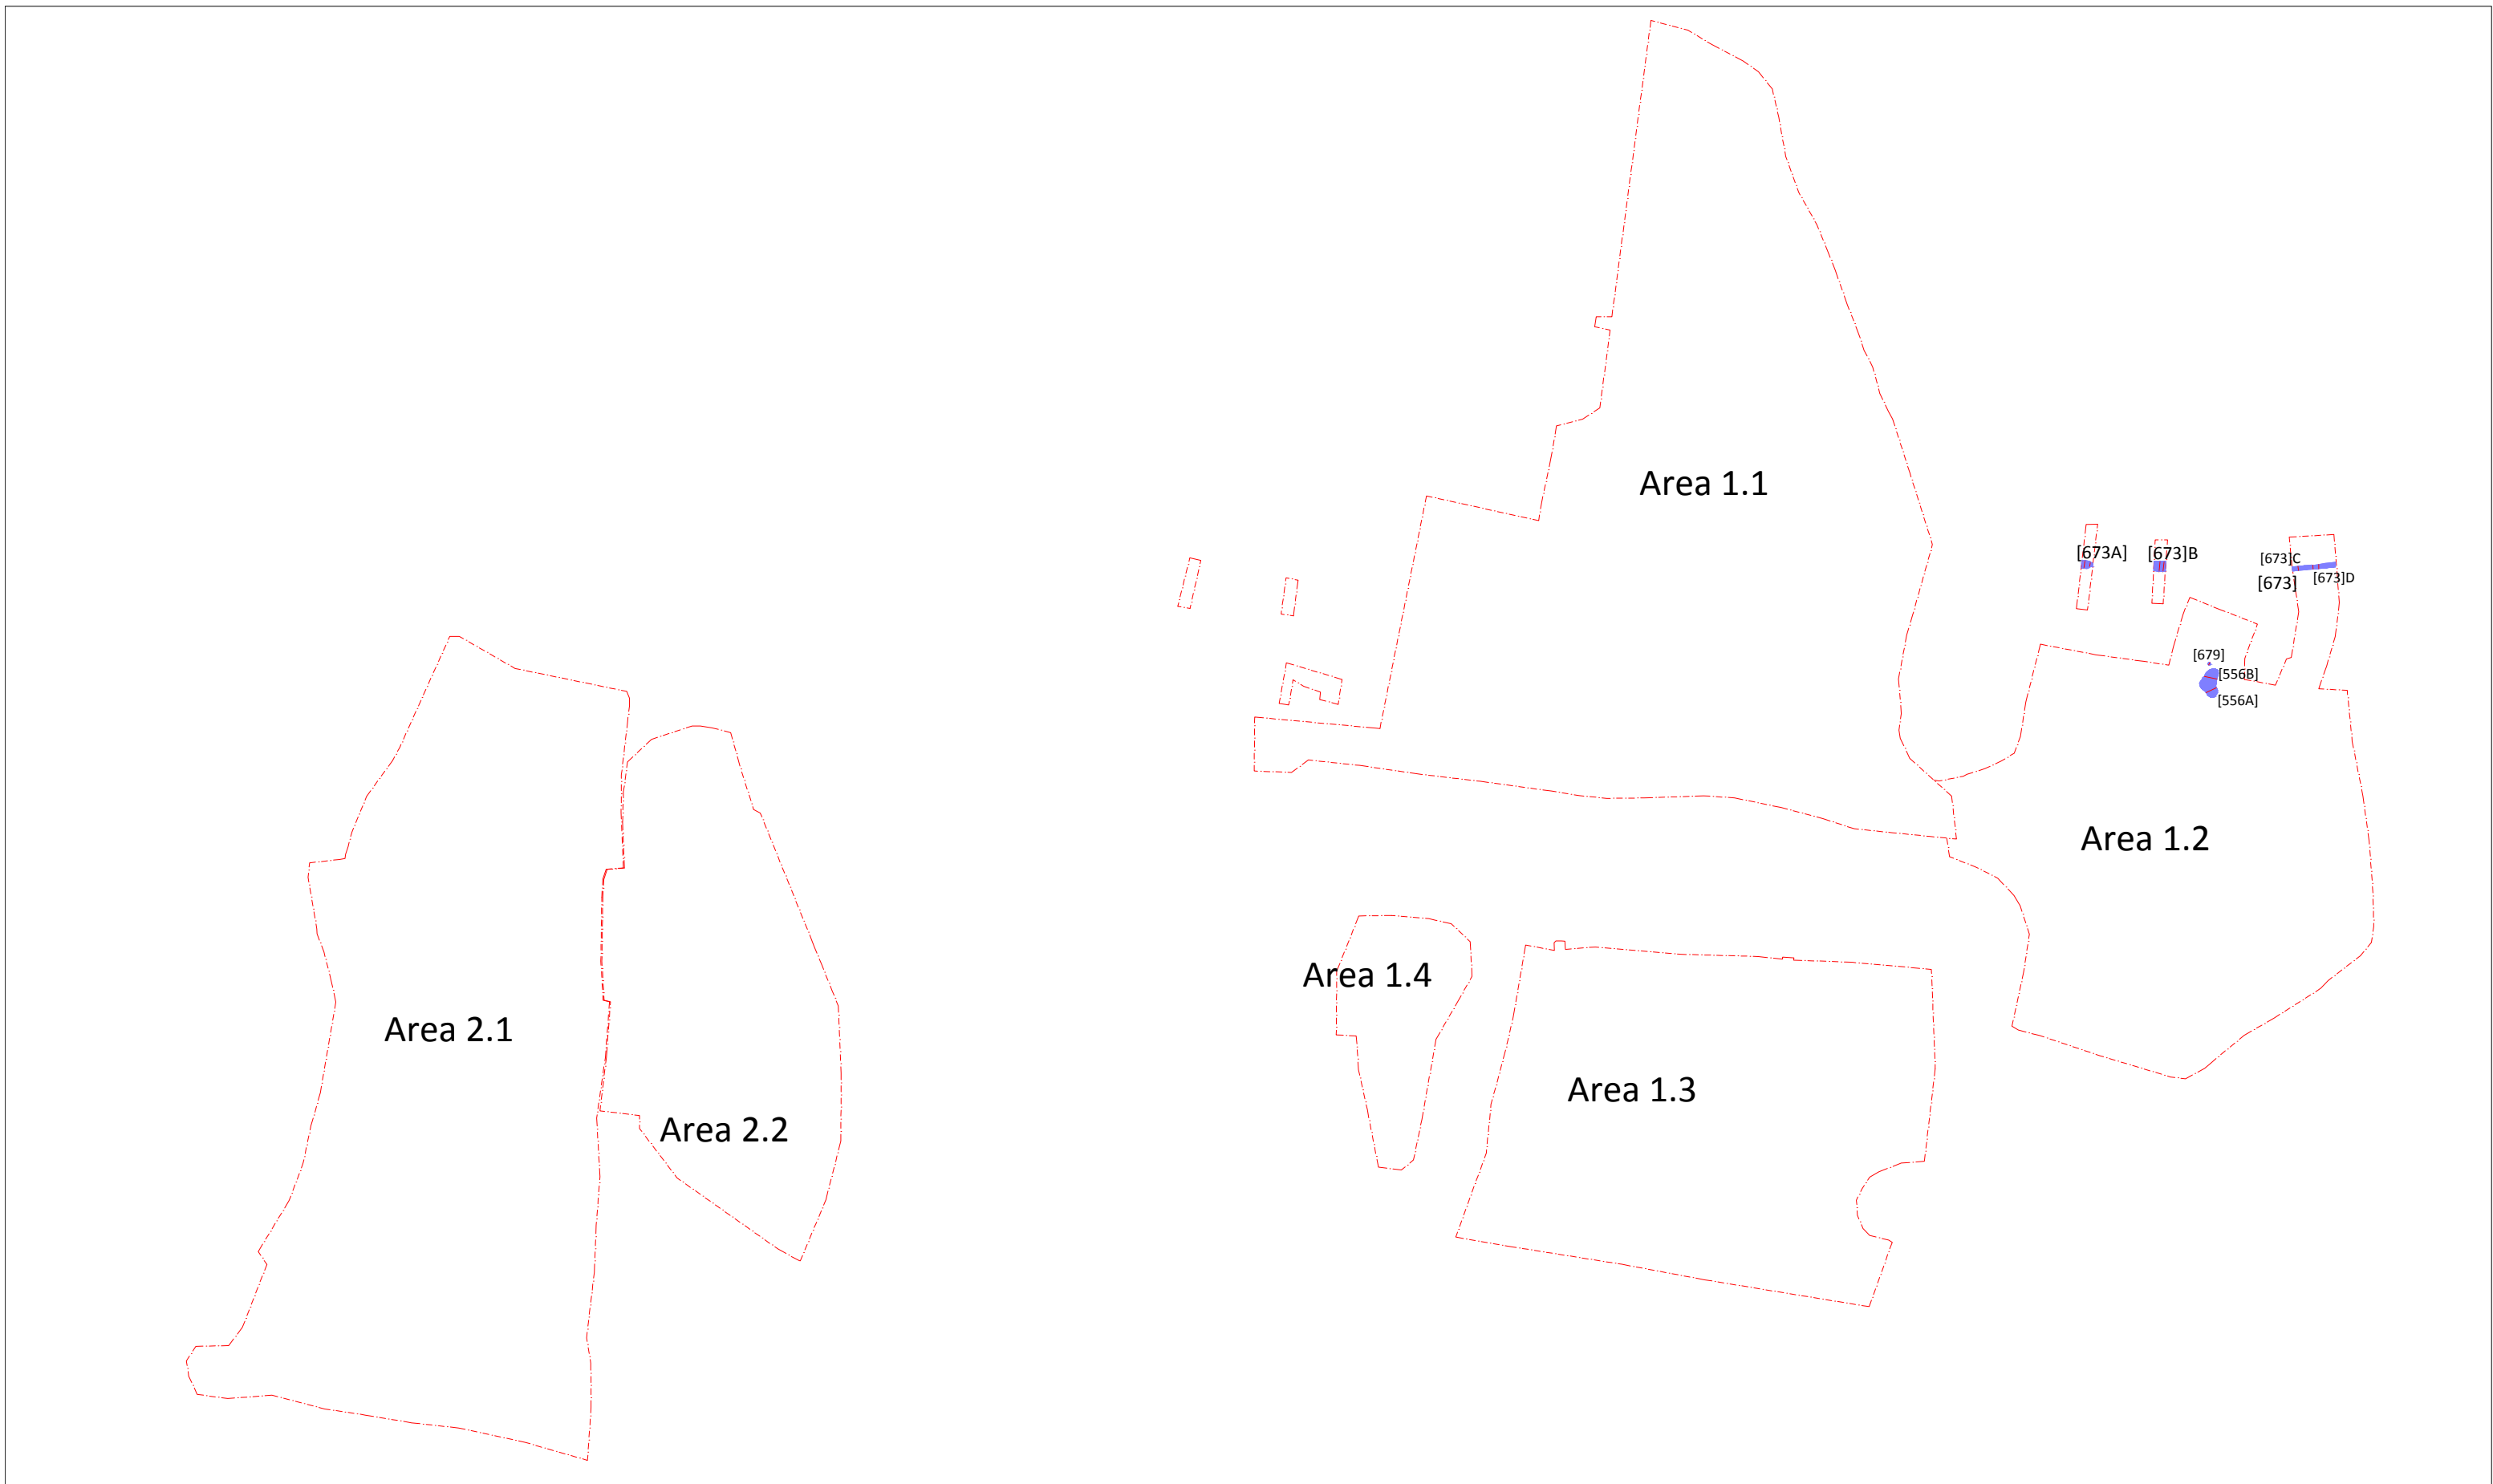 Area 1.1
[673A]
[673]B
[673]C
[673]
[673]D
[679]
[556B]
[556A]
Area 1.2
Area 1.4
Area 1.3
Area 2.1
Area 2.2